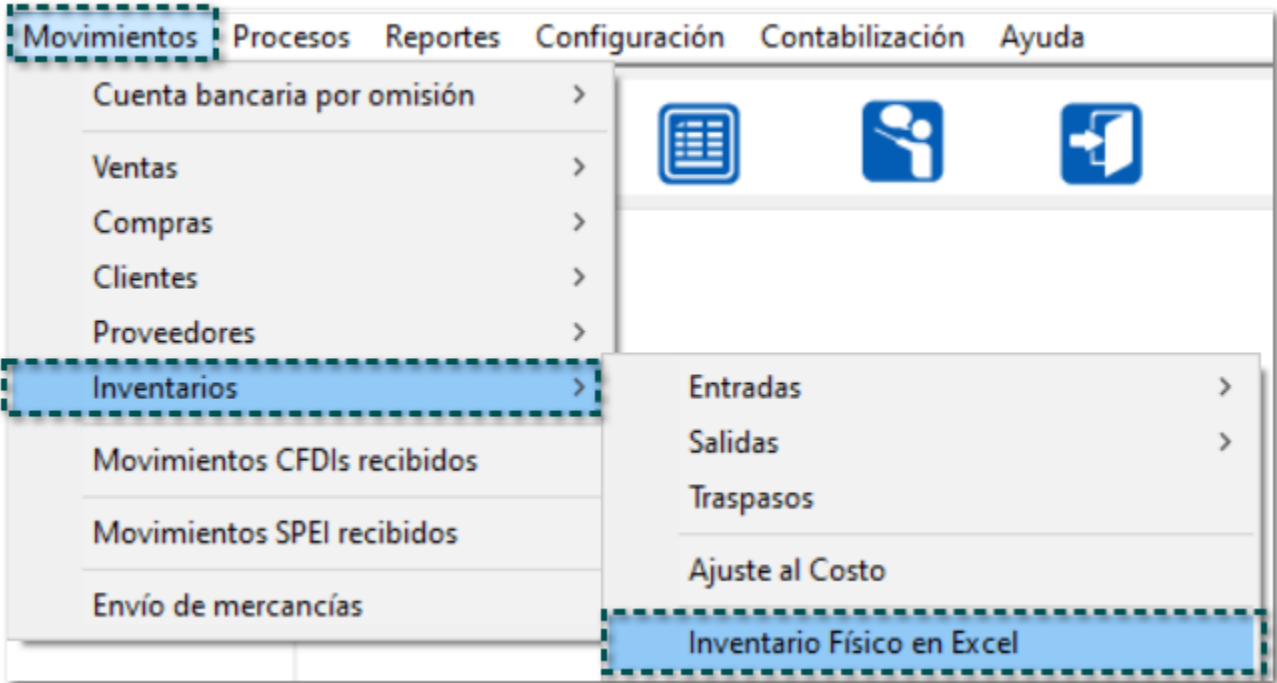 Movimientos Procesos Reportes Configuración Contabilización Ayuda
Cuenta bancaria por omisión
Ventas
Compras
Clientes
Proveedores
Inventarios
Movimientos CFDIs recibidos
Movimientos SPEI recibidos
Envío de mercancías
Entradas
Salidas
Traspasos
Ajuste al Costo
Inventario Físico en Excel